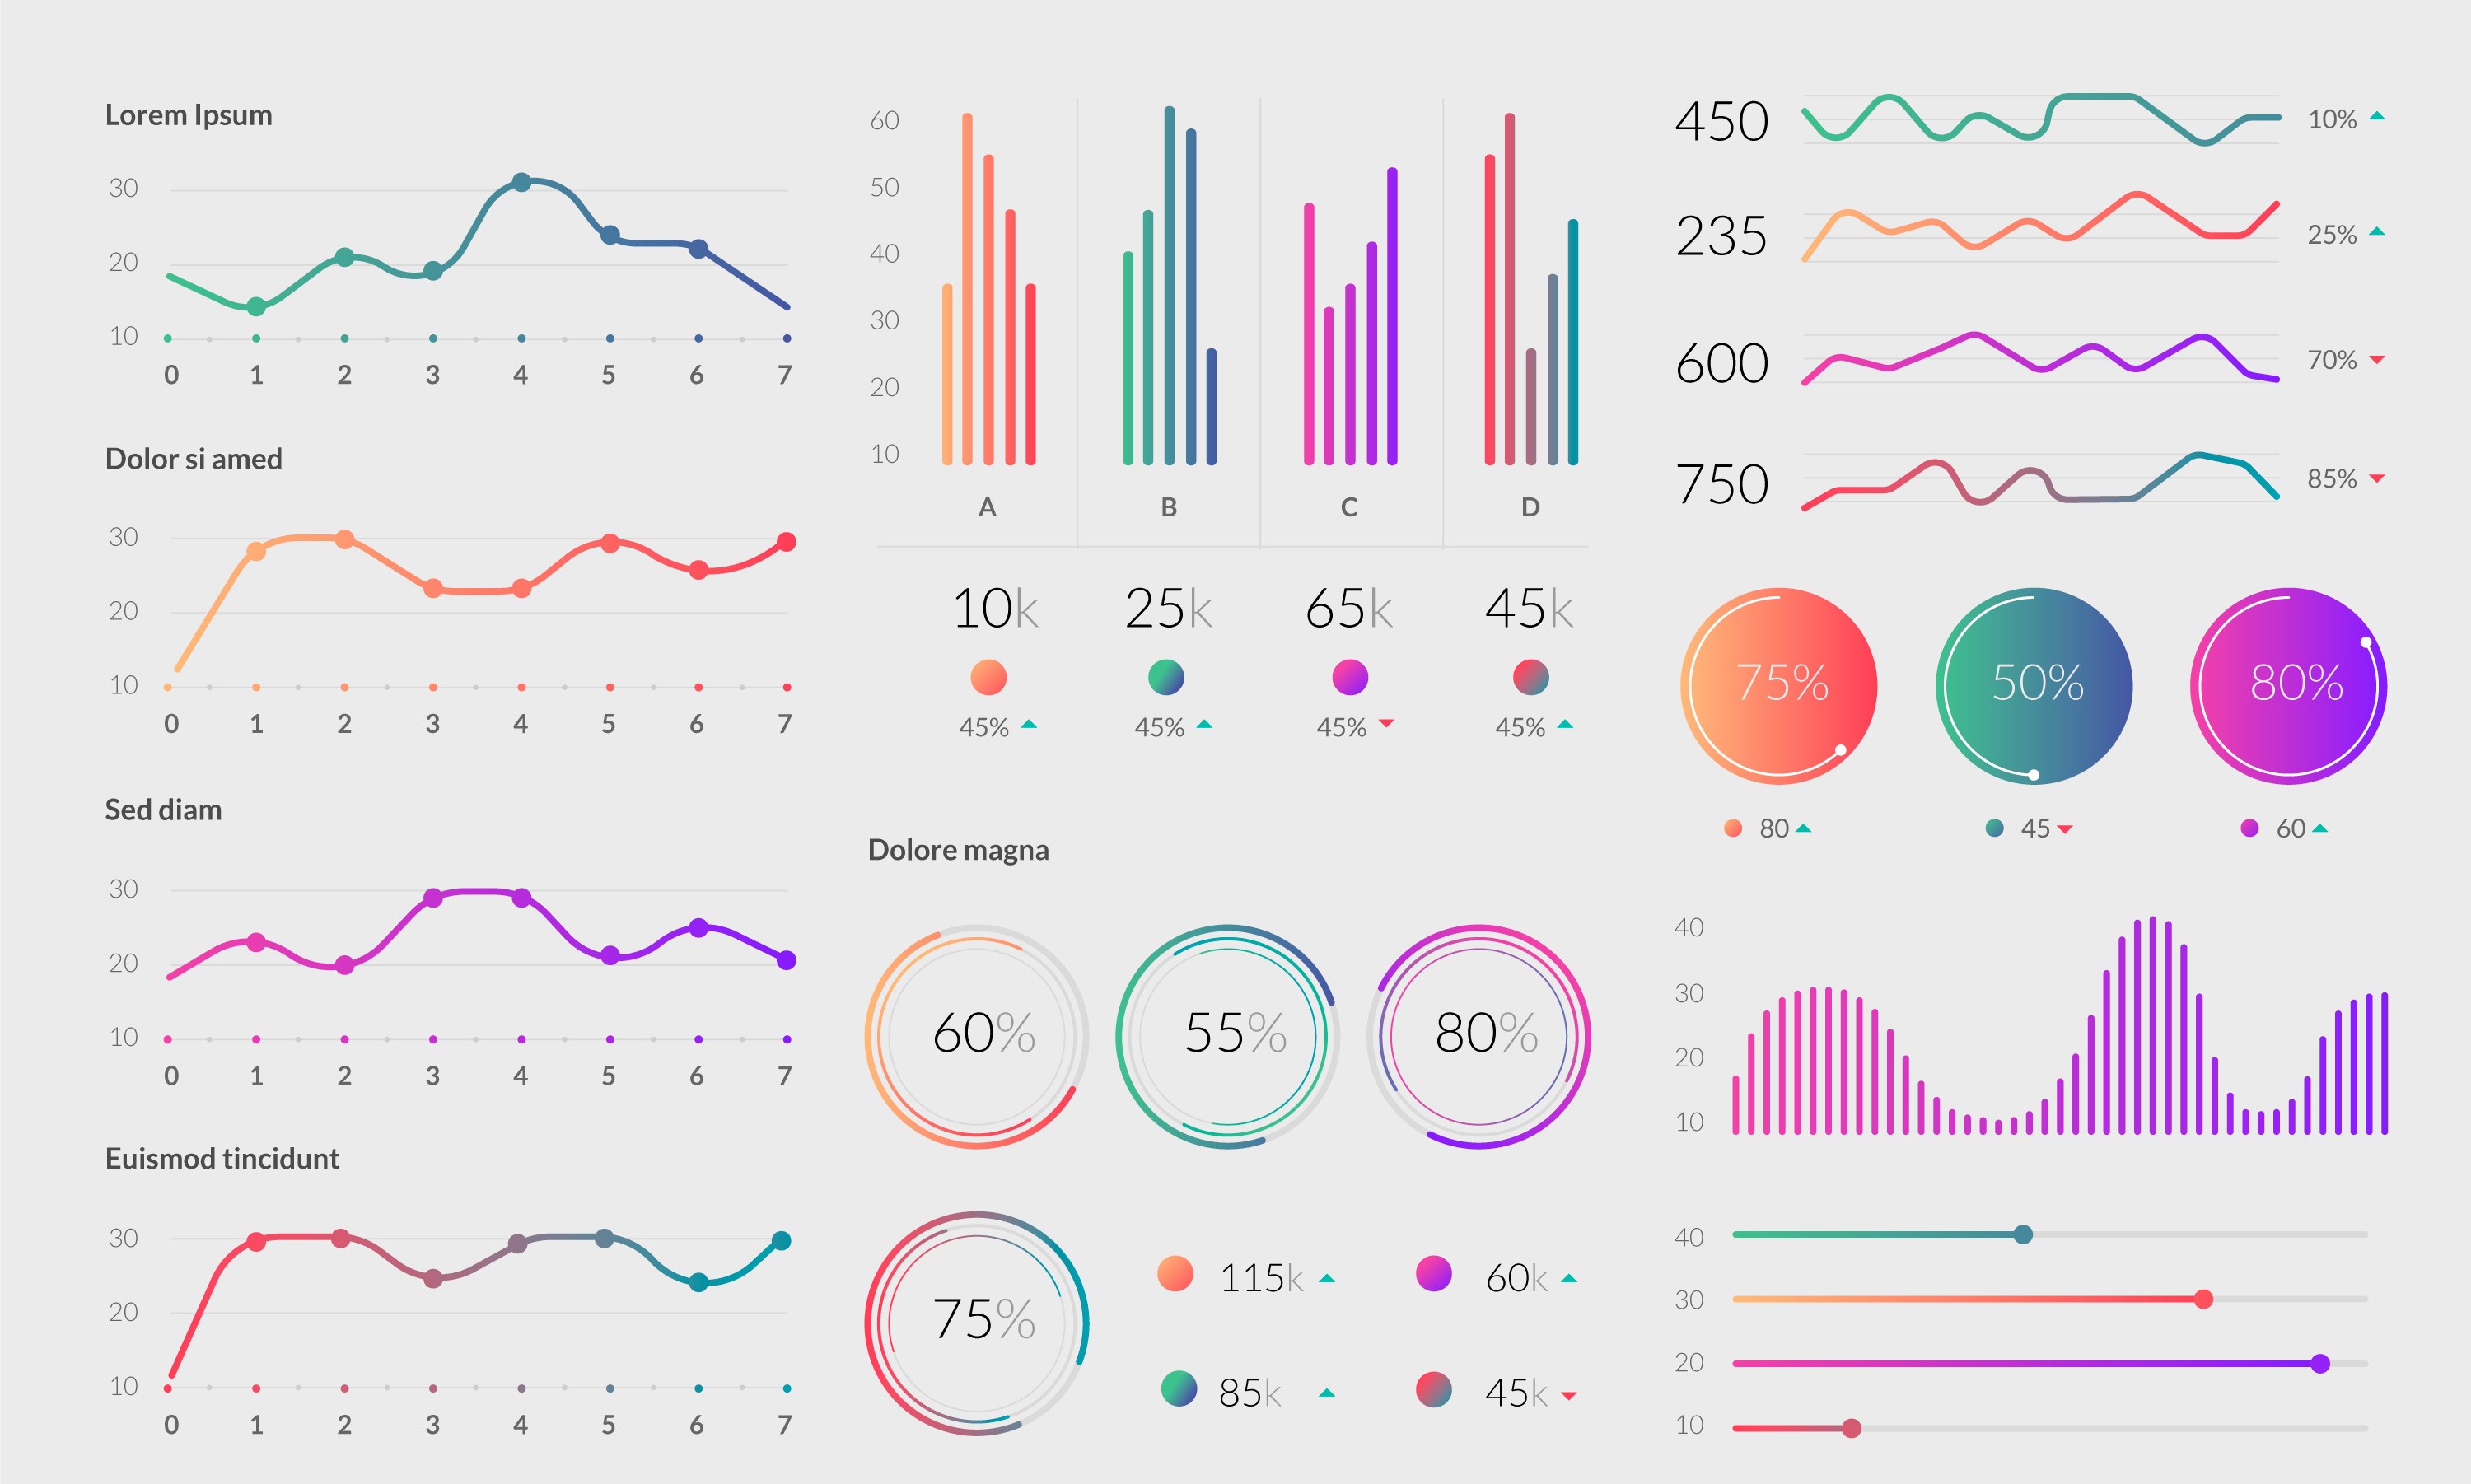 Lorem Ipsum
30
20
10
0 1 2 3 4 5 6 7
Dolor si amed
30
20
10
0 1 2 3 4 5 6 7
Sed diam
30
20
10
0 1 2 3 4 5 6 7
Euismod tincidunt
30
20
10
0 1 2 3 4 5 6 7
60
50
40
30
20
10
A B C D
10k 25k 65k 45k
45% 45% 45% 45%
Dolore magna
60% 55% 80%
75%
115k 60k
85k 45k
450 10%
235 25%
600 70%
750 85%
75% 50% 80%
80 45 60
40
30
20
10
40
30
20
10